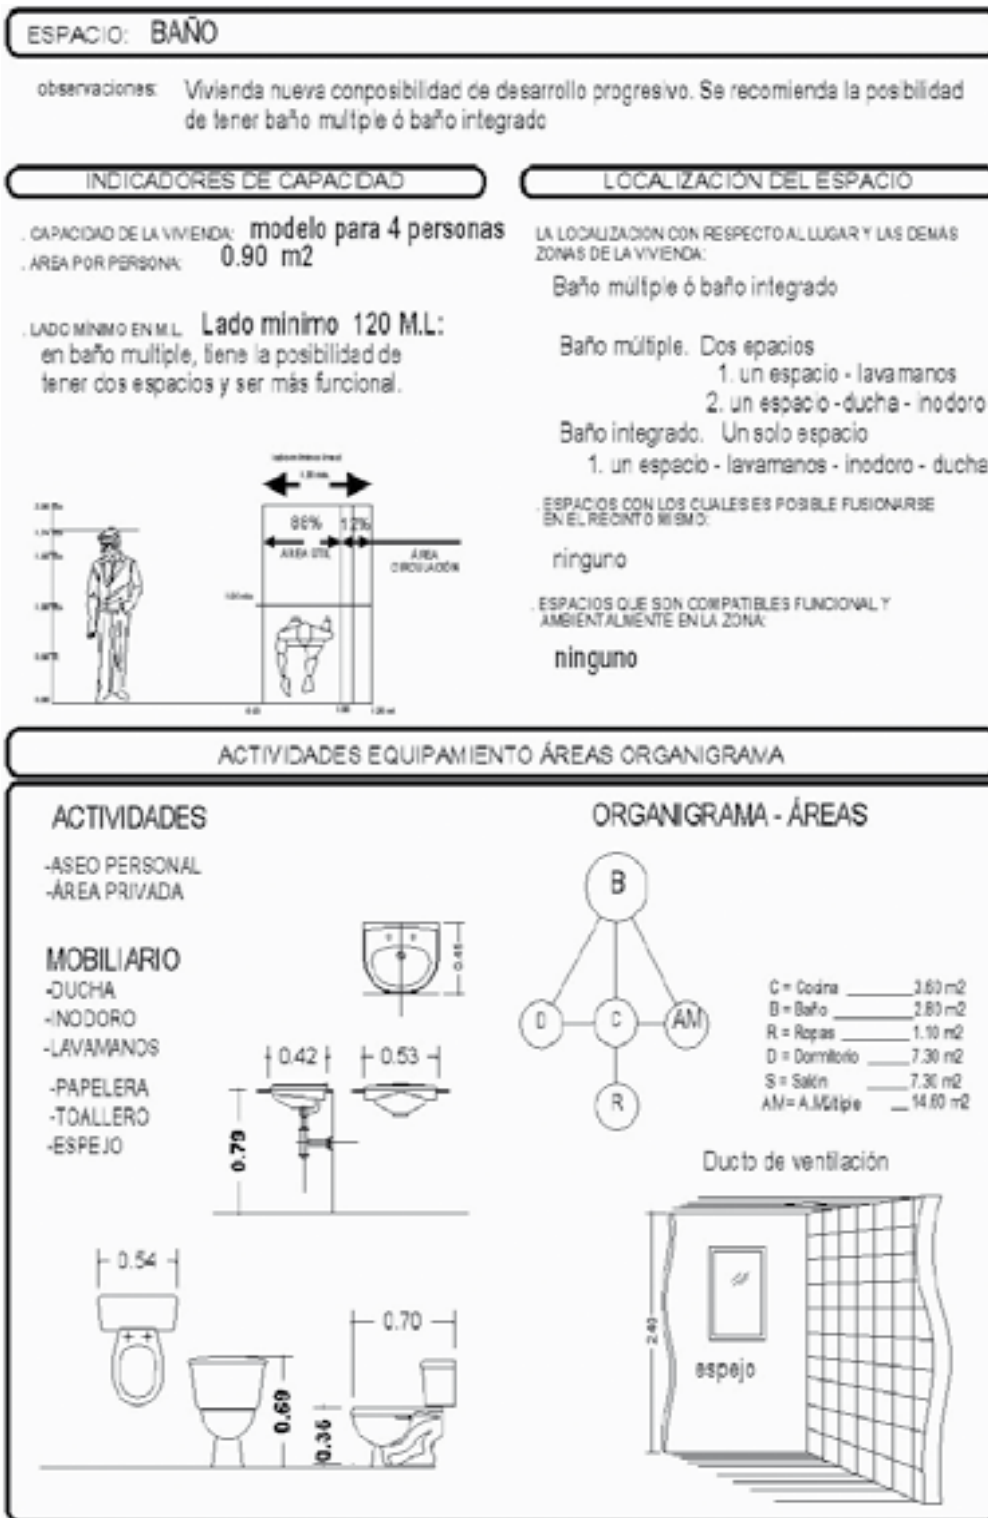 ESPACIO: BAÑO
observaciones: Vivienda nueva conposibilidad de desarrollo progresivo. Se recomienda la posibilidad
de tener baño multiple ó baño integrado
INDICADORES DE CAPACIDAD
. CAPACIDAD DE LA VIVIENDA: modelo para 4 personas
. AREA POR PERSONA: 0.90 m2
. LADO MÍNIMO EN M.L. Lado minimo 120 M.L:
en baño multiple, tiene la posibilidad de
tener dos espacios y ser más funcional.
88% 12%
AREA ÚTIL
ÁREA
CIRCULACIÓN
LOCALIZACIÓN DEL ESPACIO
LA LOCALIZACION CON RESPECTO AL LUGAR Y LAS DEMÁS
ZONAS DE LA VIVIENDA:
Baño múltiple ó baño integrado
Baño múltiple. Dos epacios
1. un espacio - lavamanos
2. un espacio -ducha - inodoro
Baño integrado. Un solo espacio
1. un espacio - lavamanos - inodoro - ducha
. ESPACIOS CON LOS CUALES ES POSIBLE FUSIONARSE
EN EL RECINTO MISMO:
ninguno
. ESPACIOS QUE SON COMPATIBLES FUNCIONAL Y
AMBIENTALMENTE EN LA ZONA:
ninguno
ACTIVIDADES EQUIPAMIENTO ÁREAS ORGANIGRAMA
ACTIVIDADES
-ASEO PERSONAL
-ÁREA PRIVADA
MOBILIARIO
-DUCHA
-INODORO
-LAVAMANOS
-PAPELERA
-TOALLERO
-ESPEJO
0.42
0.53
0.79
0.54
0.69
0.36
0.70
ORGANIGRAMA - ÁREAS
B
D
C
AM
R
C = Cocina 3.60 m2
B = Baño 2.80 m2
R = Ropas 1.10 m2
D = Dormitorio 7.30 m2
S = Salón 7.30 m2
AM= A.Múltiple 14.60 m2
Ducto de ventilación
2.40
espejo